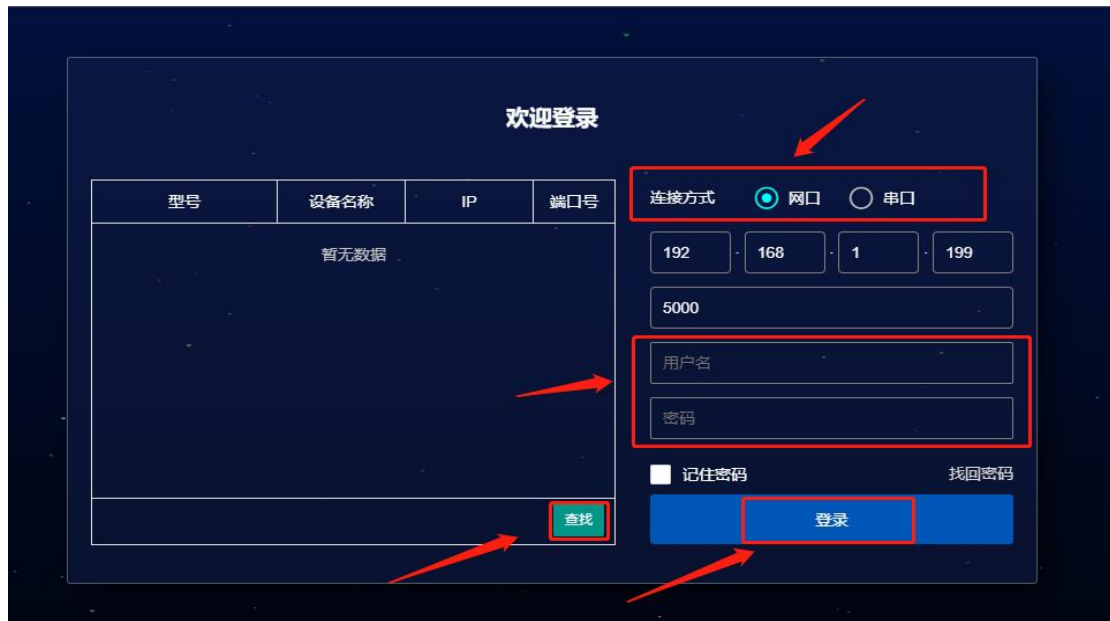 欢迎登录
型号 设备名称 IP 端口号
暂无数据
查找
连接方式 网口 串口
192 · 168 · 1 · 199
5000
用户名
密码
记住密码 找回密码
登录